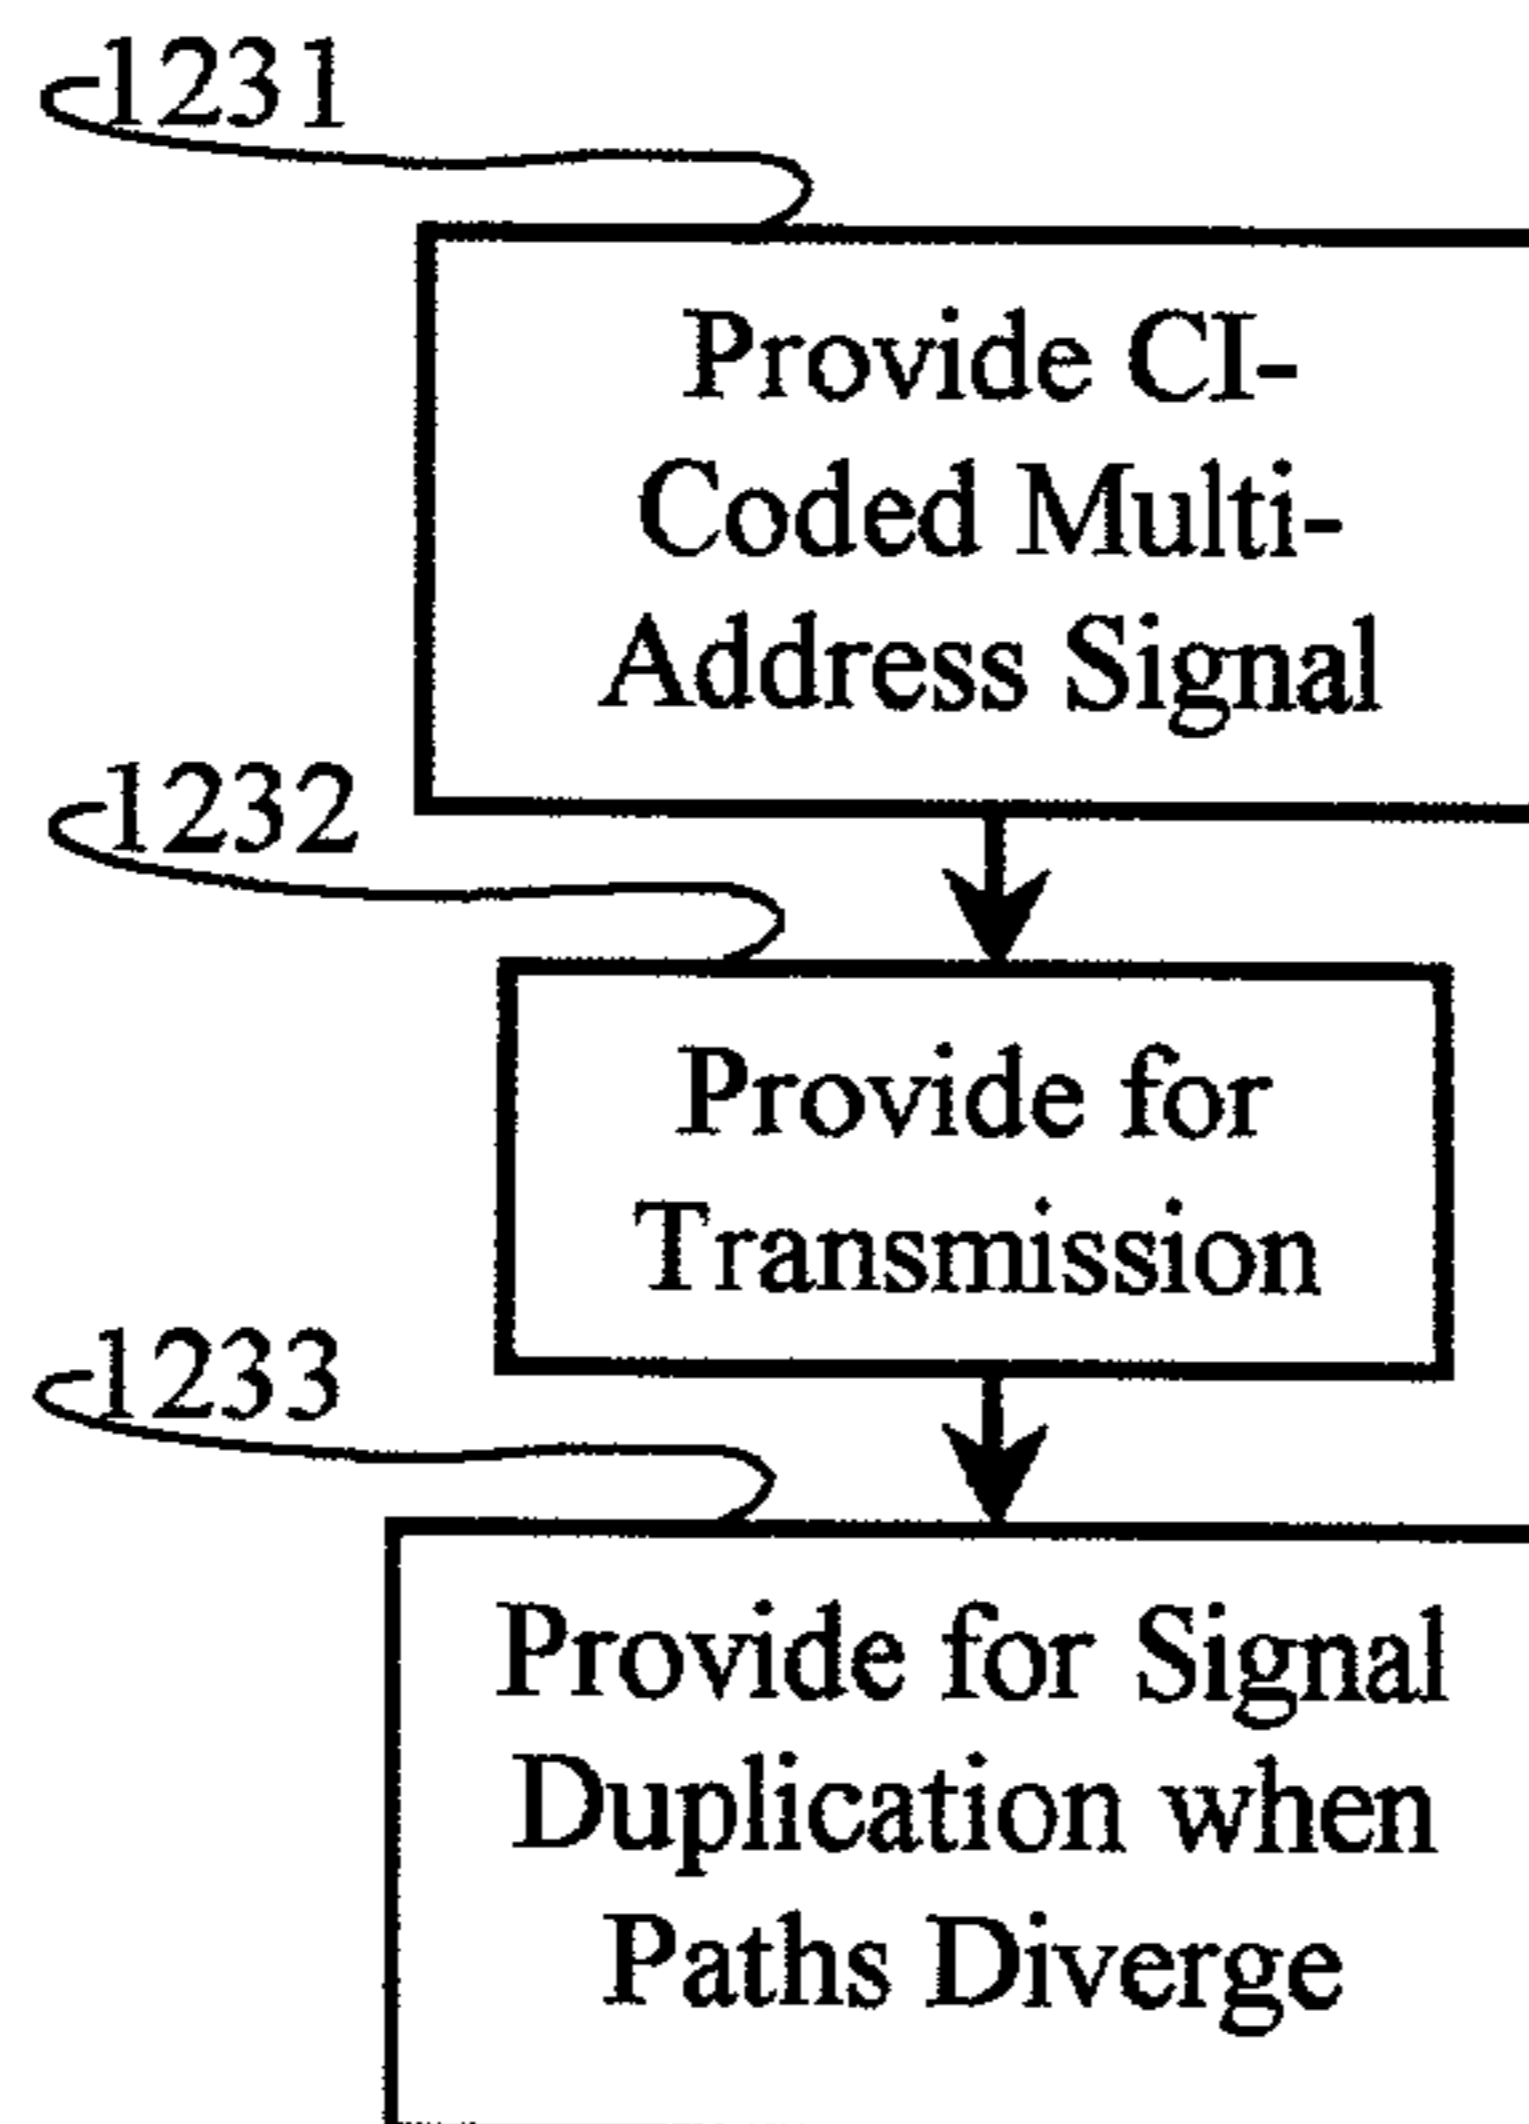 1231
Provide CI-
Coded Multi-
Address Signal
1232
Provide for
Transmission
1233
Provide for Signal
Duplication when
Paths Diverge